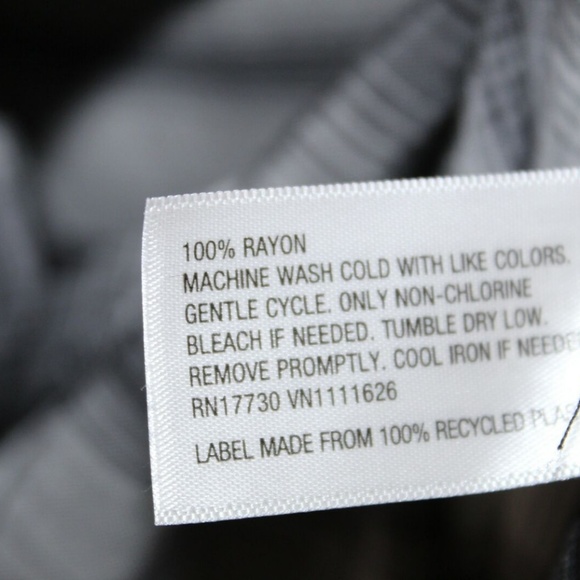 100% RAYON
MACHINE WASH COLD WITH LIKE COLORS.
GENTLE CYCLE. ONLY NON-CHLORINE
BLEACH IF NEEDED. TUMBLE DRY LOW.
REMOVE PROMPTLY. COOL IRON IF NEEDE
RN17730 VN1111626
LABEL MADE FROM 100% RECYCLED PLAS